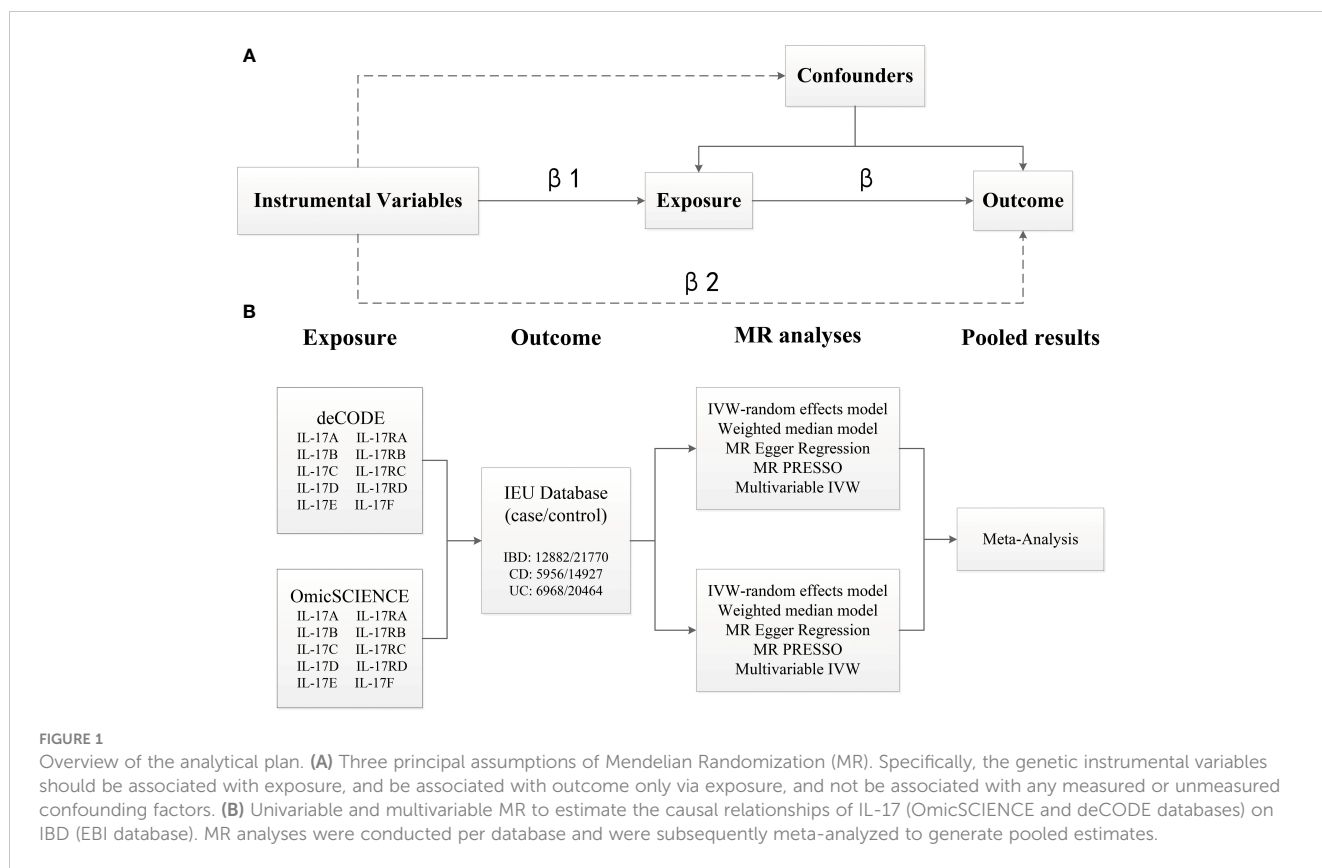 A
Confounders
Instrumental Variables
β 1
Exposure
β
Outcome
β 2
B
Exposure
Outcome
MR analyses
Pooled results
deCODE
IL-17A IL-17RA
IL-17B IL-17RB
IL-17C IL-17RC
IL-17D IL-17RD
IL-17E IL-17F
OmicSCIENCE
IL-17A IL-17RA
IL-17B IL-17RB
IL-17C IL-17RC
IL-17D IL-17RD
IL-17E IL-17F
IEU Database
(case/control)
IBD: 12882/21770
CD: 5956/14927
UC: 6968/20464
IVW-random effects model
Weighted median model
MR Egger Regression
MR PRESSO
Multivariable IVW
IVW-random effects model
Weighted median model
MR Egger Regression
MR PRESSO
Multivariable IVW
Meta-Analysis
FIGURE 1
Overview of the analytical plan. (A) Three principal assumptions of Mendelian Randomization (MR). Specifically, the genetic instrumental variables
should be associated with exposure, and be associated with outcome only via exposure, and not be associated with any measured or unmeasured
confounding factors. (B) Univariable and multivariable MR to estimate the causal relationships of IL-17 (OmicSCIENCE and deCODE databases) on
IBD (EBI database). MR analyses were conducted per database and were subsequently meta-analyzed to generate pooled estimates.